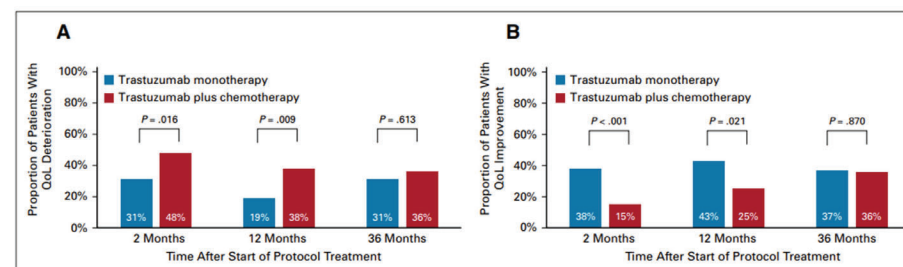 A
Proportion of Patients With
QoL Deterioration
100%
80%
60%
40%
20%
0%
Trastuzumab monotherapy
Trastuzumab plus chemotherapy
P = .016
P = .009
P = .613
31%
48%
19%
38%
31%
36%
2 Months
12 Months
36 Months
Time After Start of Protocol Treatment
B
Proportion of Patients With
QoL Improvement
100%
80%
60%
40%
20%
0%
Trastuzumab monotherapy
Trastuzumab plus chemotherapy
P < .001
P = .021
P = .870
38%
15%
43%
25%
37%
36%
2 Months
12 Months
36 Months
Time After Start of Protocol Treatment